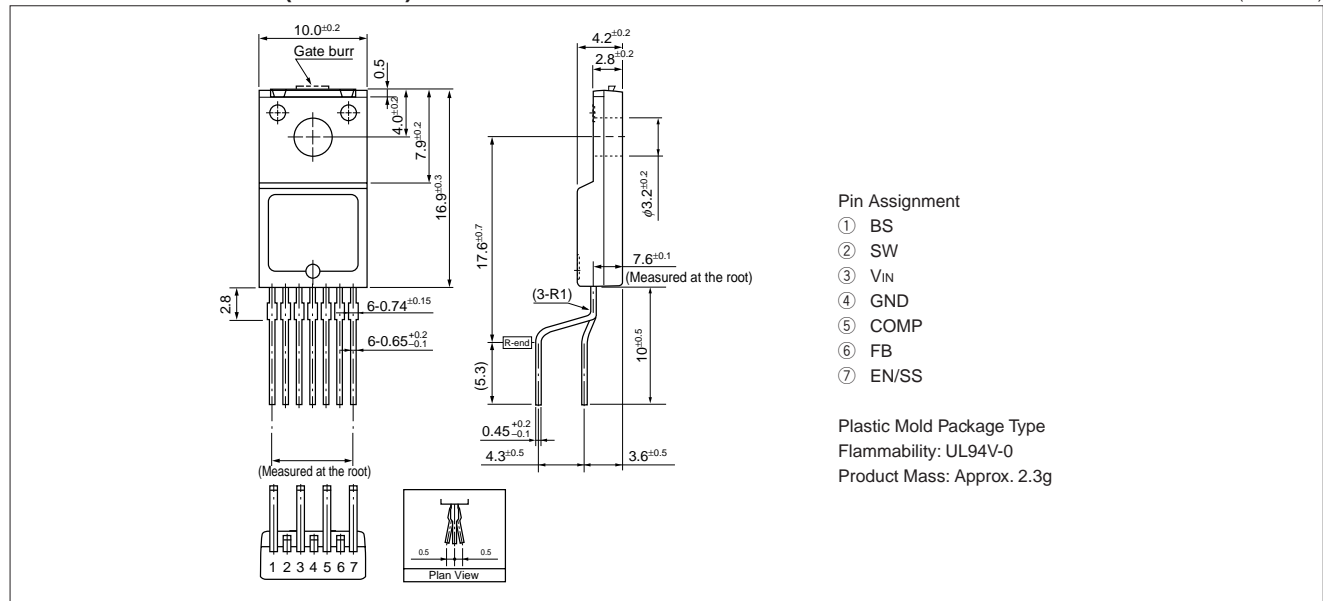 10.0±0.2
Gate burr
0.5
4.0±0.2
7.9±0.2
16.9±0.3
2.8
6-0.74±0.15
6-0.65+0.2−0.1
(Measured at the root)
1 2 3 4 5 6 7
4.2±0.2
2.8±0.2
17.6±0.7
ϕ3.2±0.2
7.6±0.1
(Measured at the root)
(3-R1)
R-end
(5.3)
10±0.5
0.45+0.2−0.1
4.3±0.5
3.6±0.5
0.5
0.5
Plan View
Pin Assignment
① BS
② SW
③ VIN
④ GND
⑤ COMP
⑥ FB
⑦ EN/SS
Plastic Mold Package Type
Flammability: UL94V-0
Product Mass: Approx. 2.3g